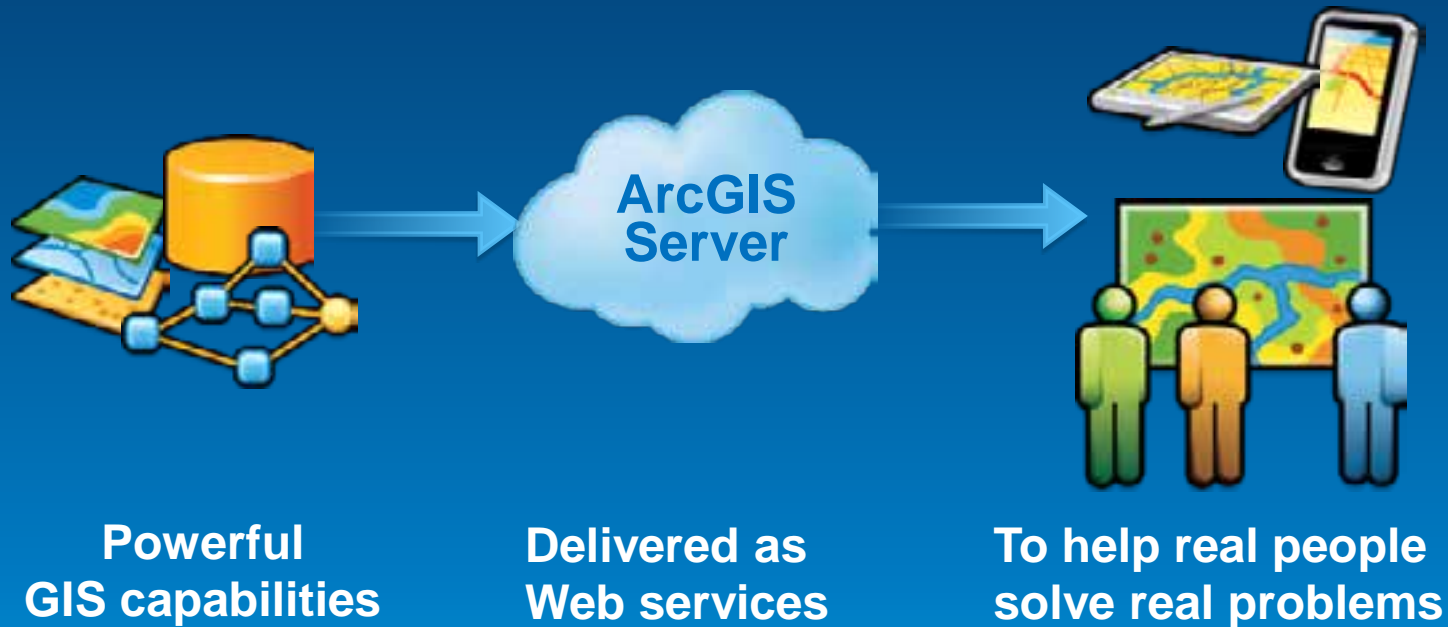 ArcGIS
Server
Powerful
GIS capabilities
Delivered as
Web services
To help real people
solve real problems